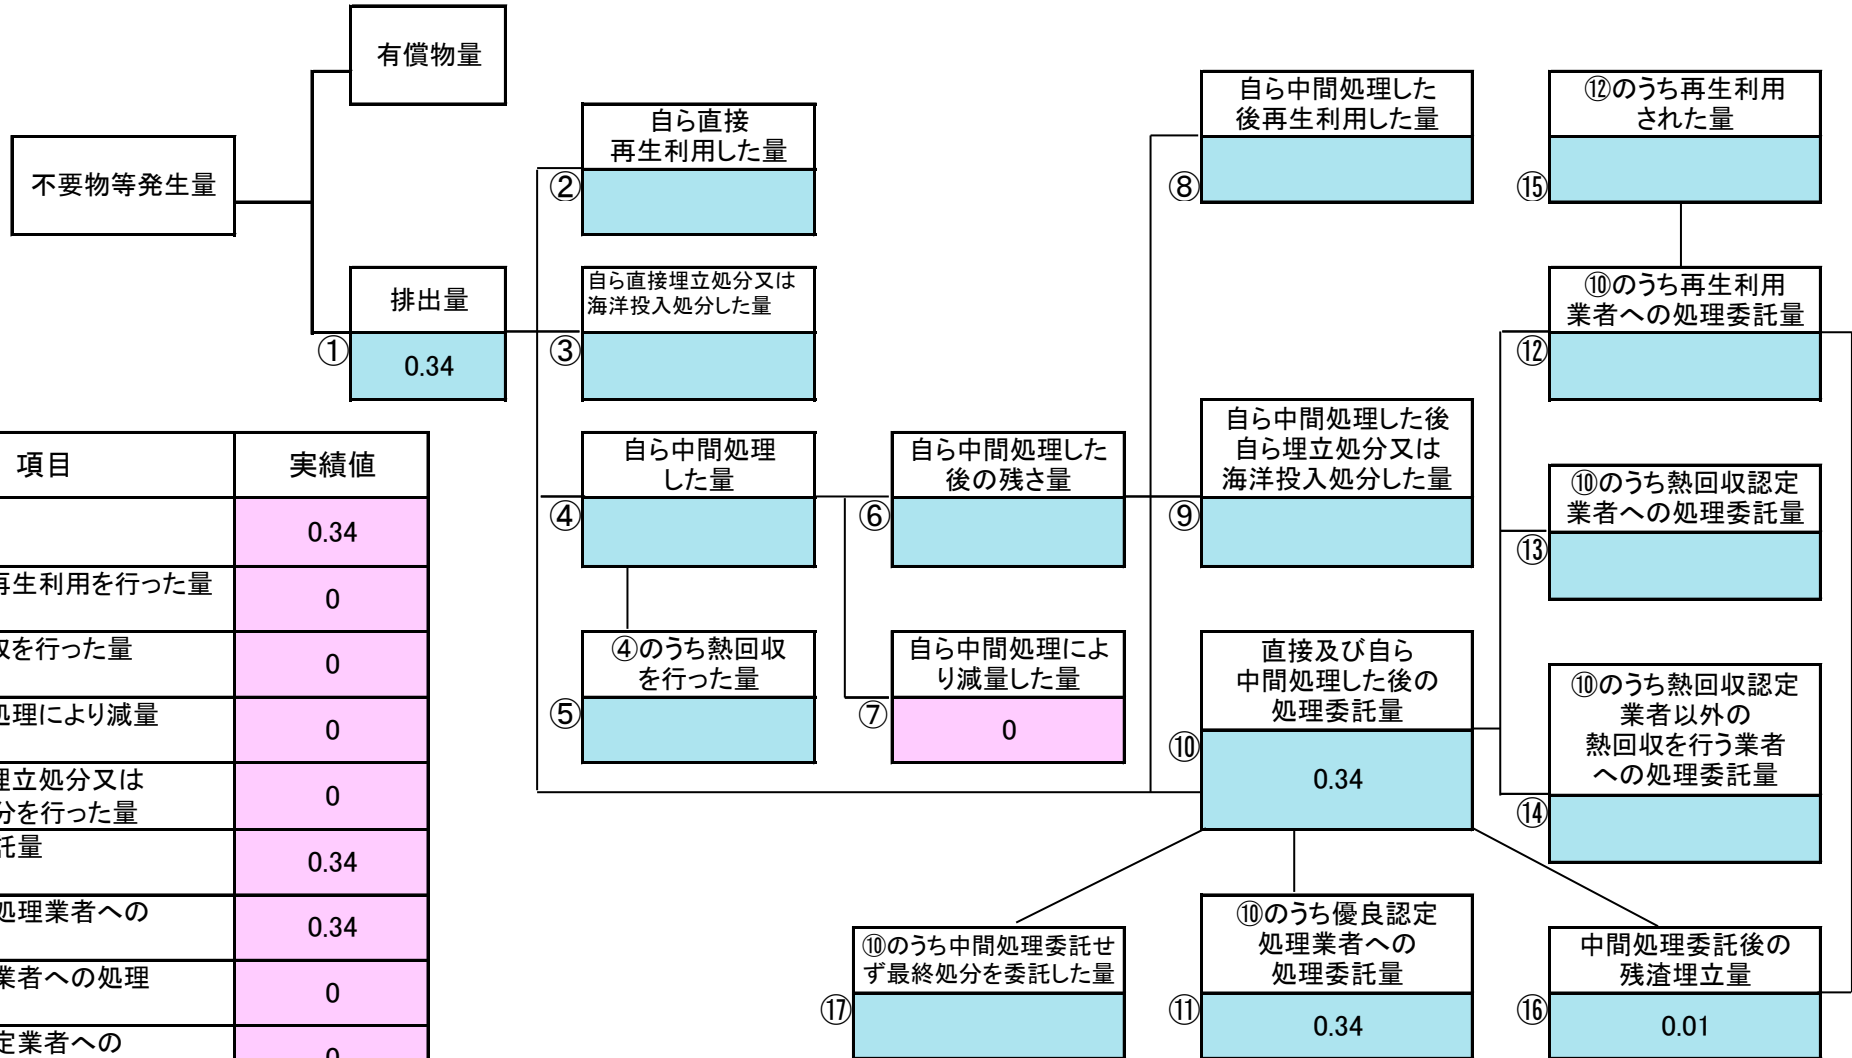 有償物量
不要物等発生量
排出量
①
0.34
自ら直接
再生利用した量
②
自ら直接埋立処分又は
海洋投入処分した量
③
自ら中間処理
した量
④
④のうち熱回収
を行った量
⑤
自ら中間処理した
後の残さ量
⑥
自ら中間処理によ
り減量した量
⑦
0
自ら中間処理した
後再生利用した量
⑧
自ら中間処理した後
自ら埋立処分又は
海洋投入処分した量
⑨
直接及び自ら
中間処理した後の
処理委託量
⑩
0.34
⑫のうち再生利用
された量
⑮
⑩のうち再生利用
業者への処理委託量
⑫
⑩のうち熱回収認定
業者への処理委託量
⑬
⑩のうち熱回収認定
業者以外の
熱回収を行う業者
への処理委託量
⑭
⑩のうち中間処理委託せ
ず最終処分を委託した量
⑰
⑩のうち優良認定
処理業者への
処理委託量
⑪
0.34
中間処理委託後の
残渣埋立量
⑯
0.01
項目 実績値
0.34
再生利用を行った量 0
を行った量 0
処理により減量 0
埋立処分又は
分を行った量 0
託量 0.34
処理業者への 0.34
業者への処理 0
定業者への 0